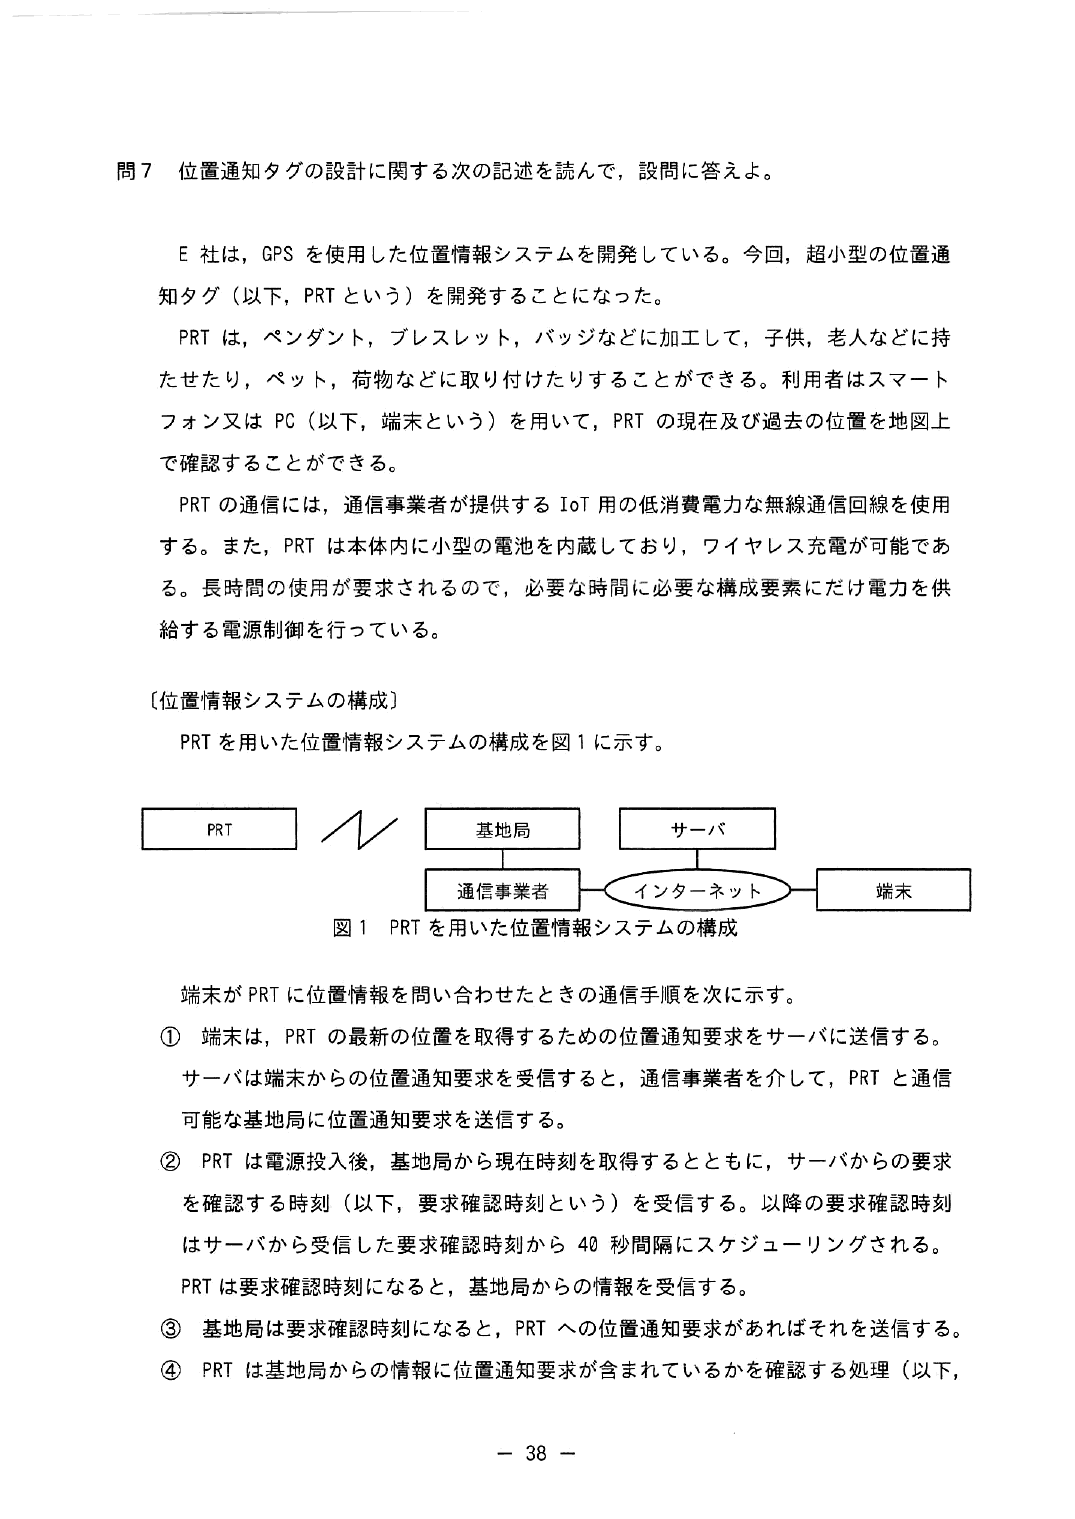 問7　位置通知タグの設計に関する次の記述を読んで，設問に答えよ。
E 社は，GPS を使用した位置情報システムを開発している。今回，超小型の位置通
知タグ（以下，PRT という）を開発することになった。
PRT は，ペンダント，ブレスレット，バッジなどに加工して，子供，老人などに持
たせたり，ペット，荷物などに取り付けたりすることができる。利用者はスマート
フォン又は PC（以下，端末という）を用いて，PRT の現在及び過去の位置を地図上
で確認することができる。
PRT の通信には，通信事業者が提供する IoT 用の低消費電力な無線通信回線を使用
する。また，PRT は本体内に小型の電池を内蔵しており，ワイヤレス充電が可能であ
る。長時間の使用が要求されるので，必要な時間に必要な構成要素にだけ電力を供
給する電源制御を行っている。
〔位置情報システムの構成〕
PRT を用いた位置情報システムの構成を図1に示す。
PRT
基地局
サーバ
通信事業者
インターネット
端末
図1　PRT を用いた位置情報システムの構成
端末が PRT に位置情報を問い合わせたときの通信手順を次に示す。
①　端末は，PRT の最新の位置を取得するための位置通知要求をサーバに送信する。
サーバは端末からの位置通知要求を受信すると，通信事業者を介して，PRT と通信
可能な基地局に位置通知要求を送信する。
②　PRT は電源投入後，基地局から現在時刻を取得するとともに，サーバからの要求
を確認する時刻（以下，要求確認時刻という）を受信する。以降の要求確認時刻
はサーバから受信した要求確認時刻から 40 秒間隔にスケジューリングされる。
PRT は要求確認時刻になると，基地局からの情報を受信する。
③　基地局は要求確認時刻になると，PRT への位置通知要求があればそれを送信する。
④　PRT は基地局からの情報に位置通知要求が含まれているかを確認する処理（以下，
― 38 ―